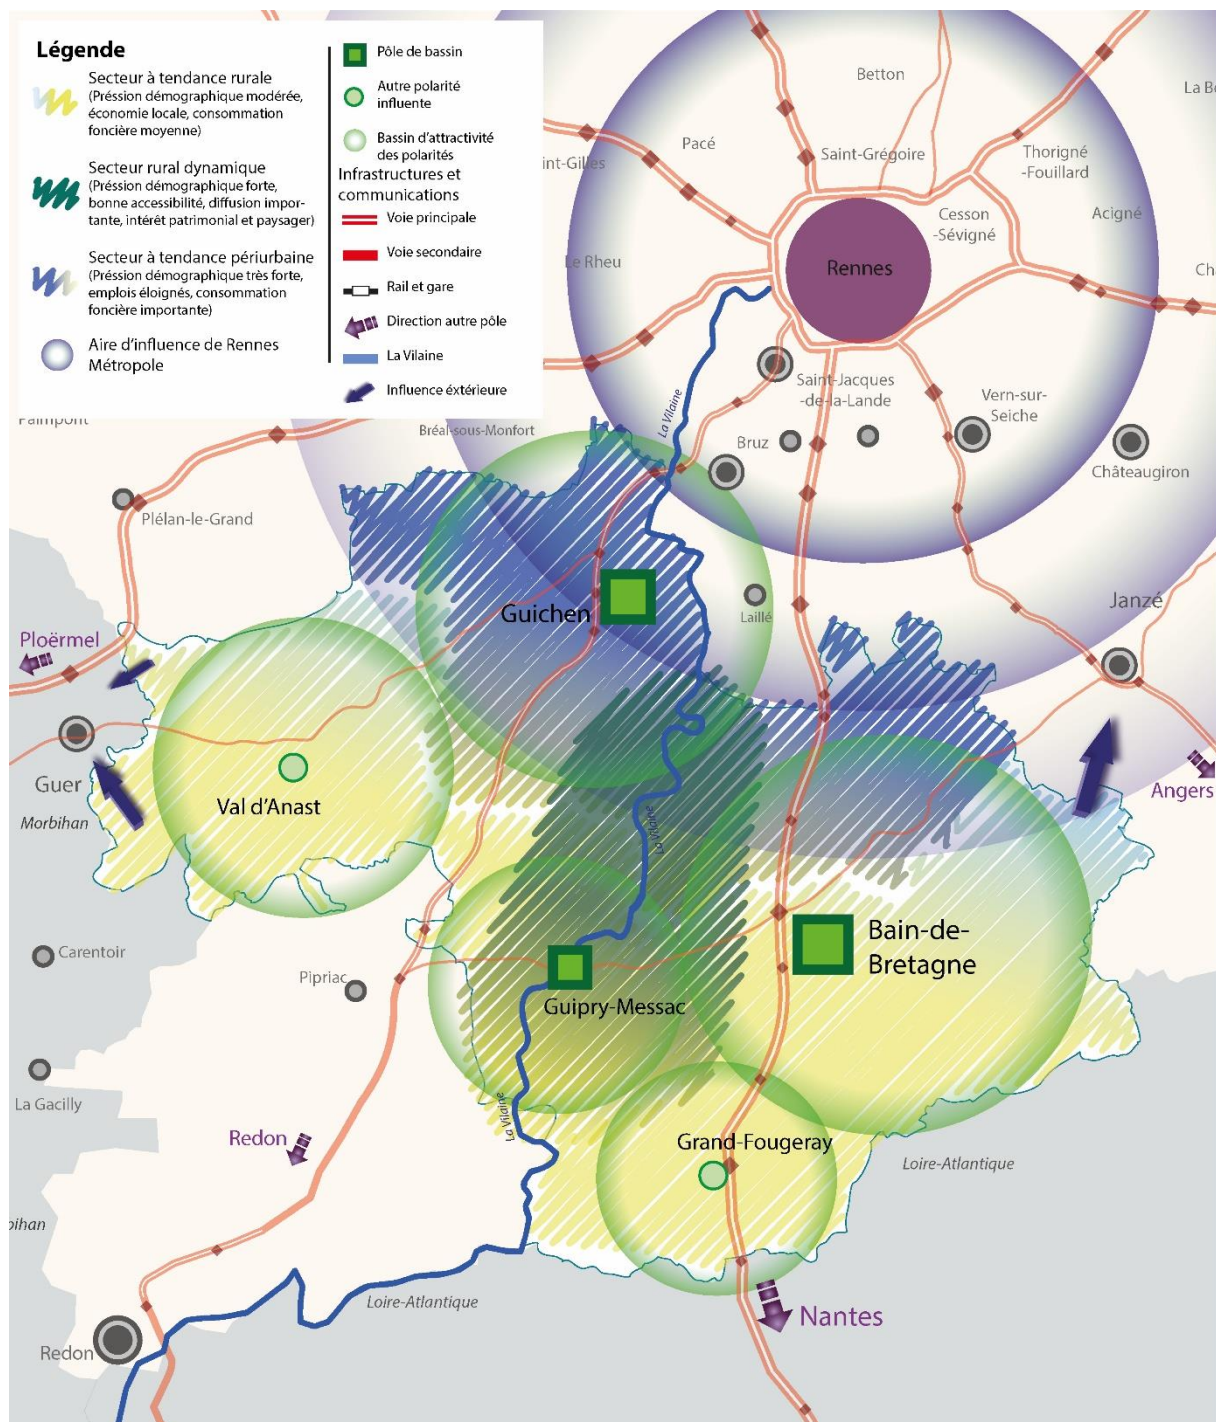 Légende
Secteur à tendance rurale
(Préssion démographique modérée,
économie locale, consommation
foncière moyenne)
Secteur rural dynamique
(Préssion démographique forte,
bonne accessibilité, diffusion impor-
tante, intérêt patrimonial et paysager)
Secteur à tendance périurbaine
(Préssion démographique très forte,
emplois éloignés, consommation
foncière importante)
Aire d'influence de Rennes
Métropole
Pôle de bassin
Autre polarité
influente
Bassin d'attractivité
des polarités
Infrastructures et
communications
Voie principale
Voie secondaire
Rail et gare
Direction autre pôle
La Vilaine
Influence éxtérieure
Betton
La Bo
Pacé
Saint-Grégoire
Thorigné
-Fouillard
int-Gilles
Cesson
-Sévigné
Acigné
Le Rheu
Rennes
Châ
Saint-Jacques
-de-la-Lande
Vern-sur-
Seiche
La Vilaine
Bruz
Paimpont
Bréal-sous-Monfort
Châteaugiron
Plélan-le-Grand
Guichen
Laillé
Janzé
Ploërmel
Guer
Angers
Val d'Anast
Morbihan
La Vilaine
Bain-de-
Bretagne
Carentoir
Pipriac
Guipry-Messac
La Gacilly
La Vilaine
Redon
Grand-Fougeray
Loire-Atlantique
bihan
Loire-Atlantique
Nantes
Redon